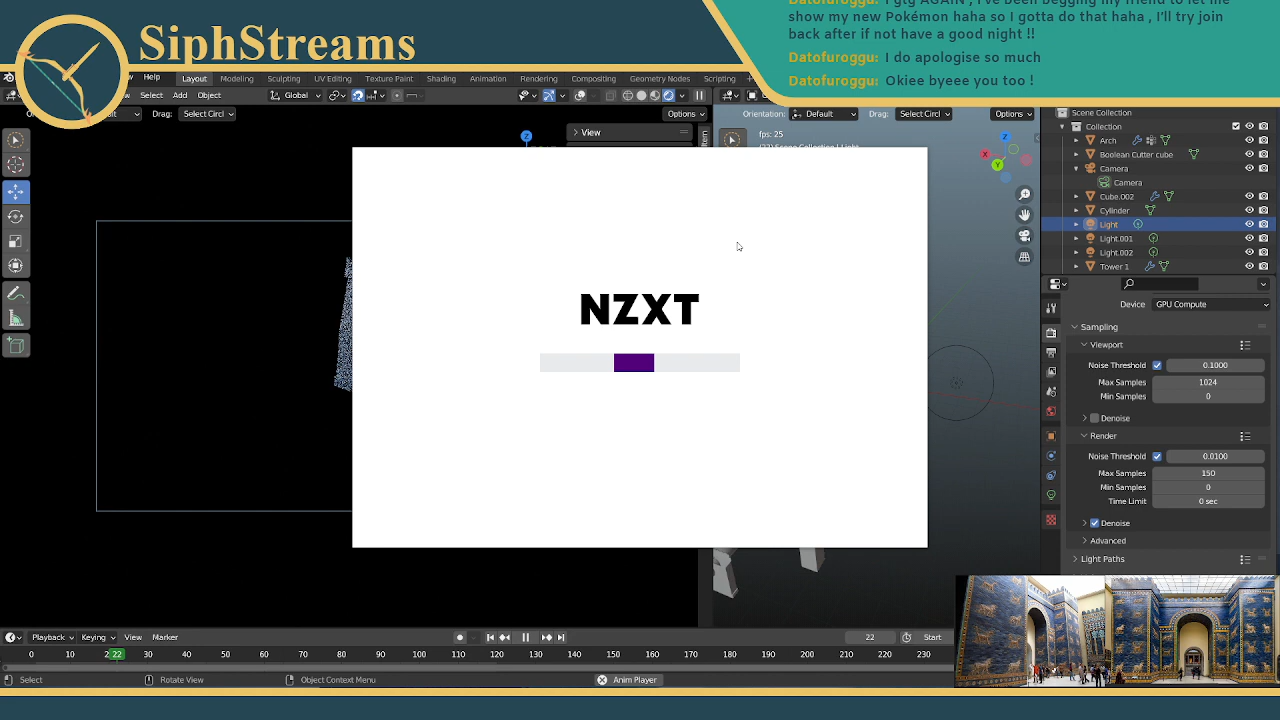 SiphStreams
Datofuroggu: I gtg AGAIN , I've been begging my friend to let me
show my new Pokémon haha so I gotta do that haha , I'll try join
back after if not have a good night !!
Datofuroggu: I do apologise so much
Datofuroggu: Okiee byeee you too !
Window Help Layout Modeling Sculpting UV Editing Texture Paint Shading Animation Rendering Compositing Geometry Nodes Scripting
Select Add Object Global
Drag: Select Circl Options
View
Item
Orientation: Default Drag: Select Circl Options
fps: 25
(22) Scene Collection | Light
Z
X
Y
Z
NZXT
Scene Collection
Collection
Arch
Boolean Cutter cube
Camera
Camera
Cube.002
Cylinder
Light
Light.001
Light.002
Tower 1
Device GPU Compute
Sampling
Viewport
Noise Threshold 0.1000
Max Samples 1024
Min Samples 0
Denoise
Render
Noise Threshold 0.0100
Max Samples 150
Min Samples 0
Time Limit 0 sec
Denoise
Advanced
Light Paths
Playback Keying View Marker 22 Start
0 10 22 30 40 50 60 70 80 90 100 110 120 130 140 150 160 170 180 190 200 210 220 230
Select Rotate View Object Context Menu Anim Player